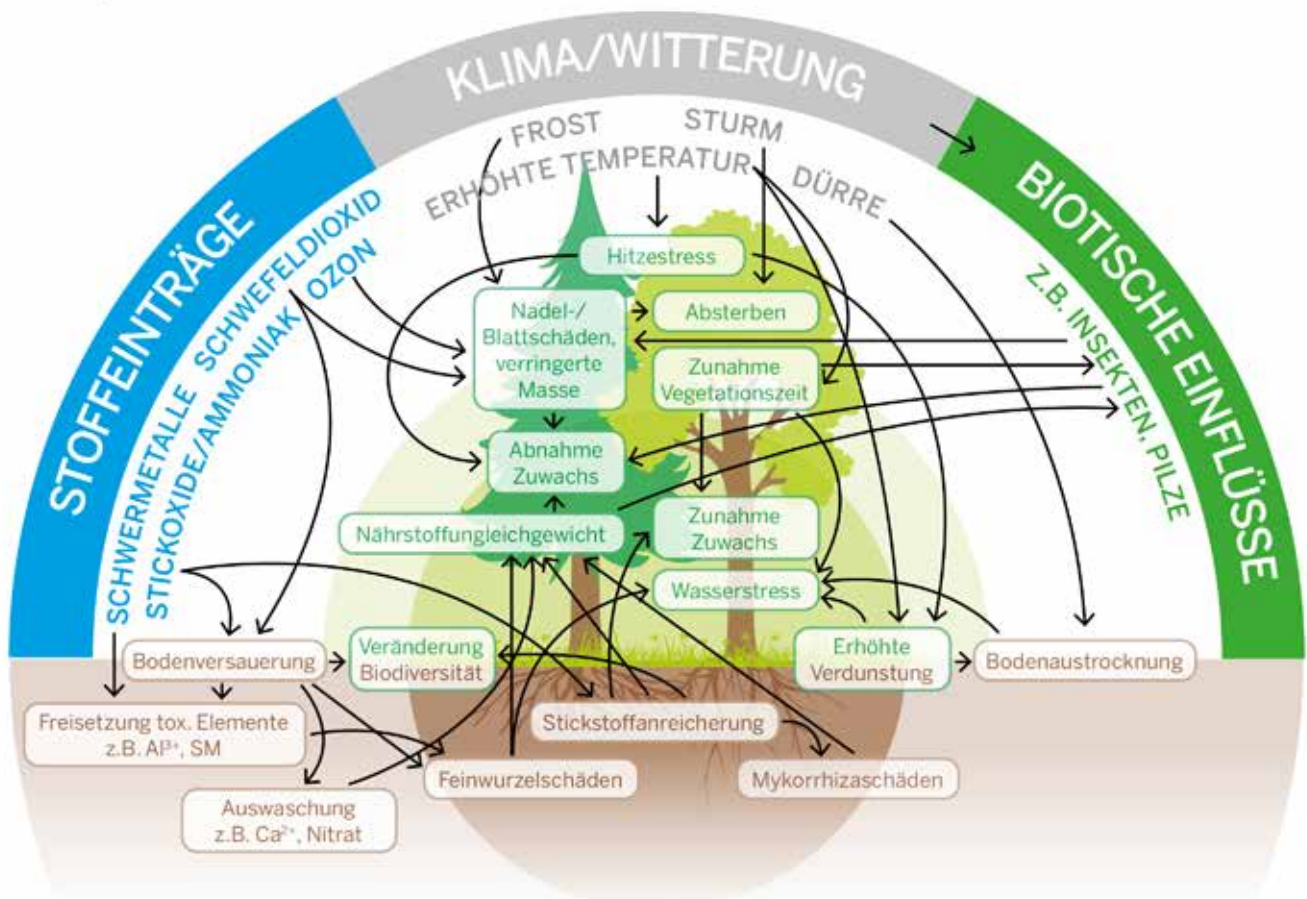 KLIMA/WITTERUNG
STOFFEINTRÄGE
BIOTISCHE EINFLÜSSE
FROST
STURM
ERHÖHTE TEMPERATUR
DÜRRE
SCHWERMETALLE
SCHWEFELDIOXID
STICKOXIDE/AMMONIAK
OZON
Z.B. INSEKTEN, PILZE
Hitzestress
Nadel-/
Blattschäden,
verringerte
Masse
Absterben
Zunahme
Vegetationszeit
Abnahme
Zuwachs
Nährstoffungleichgewicht
Zunahme
Zuwachs
Wasserstress
Bodenversauerung
Veränderung
Biodiversität
Erhöhte
Verdunstung
Bodenaustrocknung
Freisetzung tox. Elemente
z.B. Al³⁺, SM
Stickstoffanreicherung
Feinwurzelschäden
Mykorrhizaschäden
Auswaschung
z.B. Ca²⁺, Nitrat